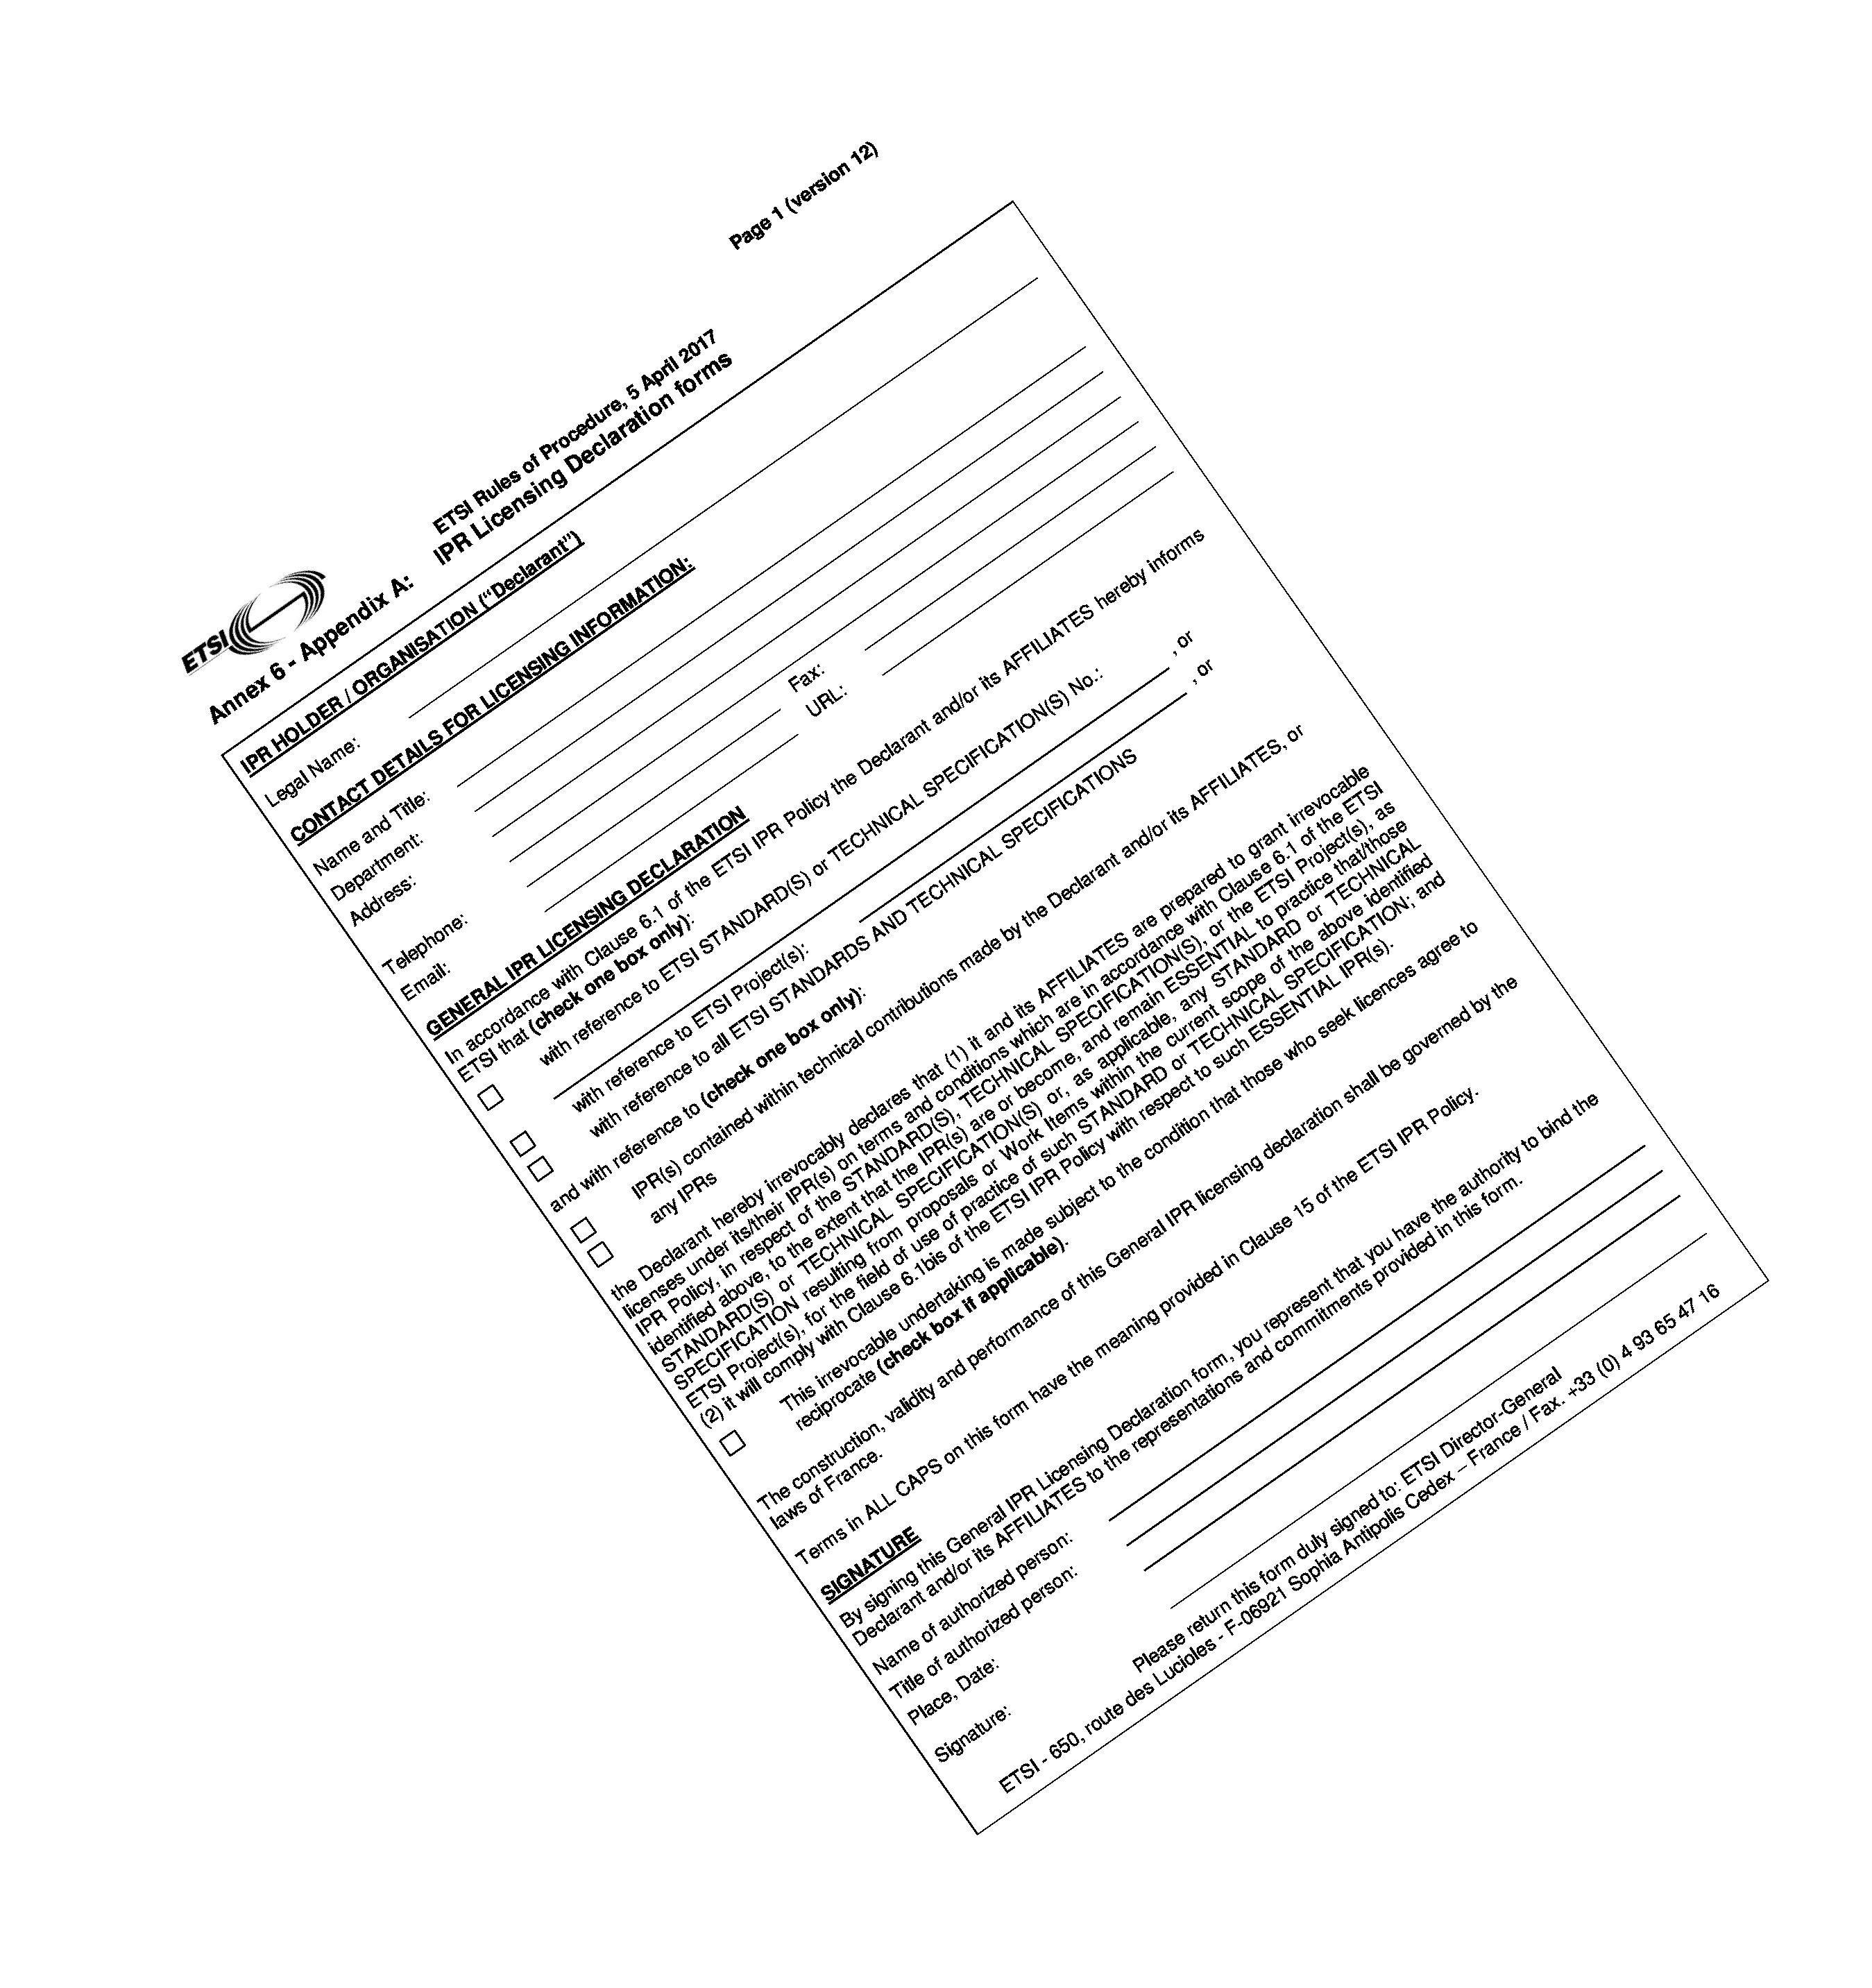 Page 1 (version 12)
ETSI
ETSI Rules of Procedure, 5 April 2017
Annex 6 - Appendix A: IPR Licensing Declaration forms
IPR HOLDER / ORGANISATION (“Declarant”)
Legal Name:
CONTACT DETAILS FOR LICENSING INFORMATION:
Name and Title:
Department:
Address:
Telephone: Fax:
Email: URL:
GENERAL IPR LICENSING DECLARATION
In accordance with Clause 6.1 of the ETSI IPR Policy the Declarant and/or its AFFILIATES hereby informs
ETSI that (check one box only):
with reference to ETSI STANDARD(S) or TECHNICAL SPECIFICATION(S) No.:
, or
with reference to ETSI Project(s): , or
with reference to all ETSI STANDARDS AND TECHNICAL SPECIFICATIONS
and with reference to (check one box only):
IPR(s) contained within technical contributions made by the Declarant and/or its AFFILIATES, or
any IPRs
the Declarant hereby irrevocably declares that (1) it and its AFFILIATES are prepared to grant irrevocable
licenses under its/their IPR(s) on terms and conditions which are in accordance with Clause 6.1 of the ETSI
IPR Policy, in respect of the STANDARD(S), TECHNICAL SPECIFICATION(S), or the ETSI Project(s), as
identified above, to the extent that the IPR(s) are or become, and remain ESSENTIAL to practice that/those
STANDARD(S) or TECHNICAL SPECIFICATION(S) or, as applicable, any STANDARD or TECHNICAL
SPECIFICATION resulting from proposals or Work Items within the current scope of the above identified
ETSI Project(s), for the field of use of practice of such STANDARD or TECHNICAL SPECIFICATION; and
(2) it will comply with Clause 6.1bis of the ETSI IPR Policy with respect to such ESSENTIAL IPR(s).
This irrevocable undertaking is made subject to the condition that those who seek licences agree to
reciprocate (check box if applicable).
The construction, validity and performance of this General IPR licensing declaration shall be governed by the
laws of France.
Terms in ALL CAPS on this form have the meaning provided in Clause 15 of the ETSI IPR Policy.
SIGNATURE
By signing this General IPR Licensing Declaration form, you represent that you have the authority to bind the
Declarant and/or its AFFILIATES to the representations and commitments provided in this form.
Name of authorized person:
Title of authorized person:
Place, Date:
Signature:
Please return this form duly signed to: ETSI Director-General
ETSI - 650, route des Lucioles - F-06921 Sophia Antipolis Cedex – France / Fax. +33 (0) 4 93 65 47 16